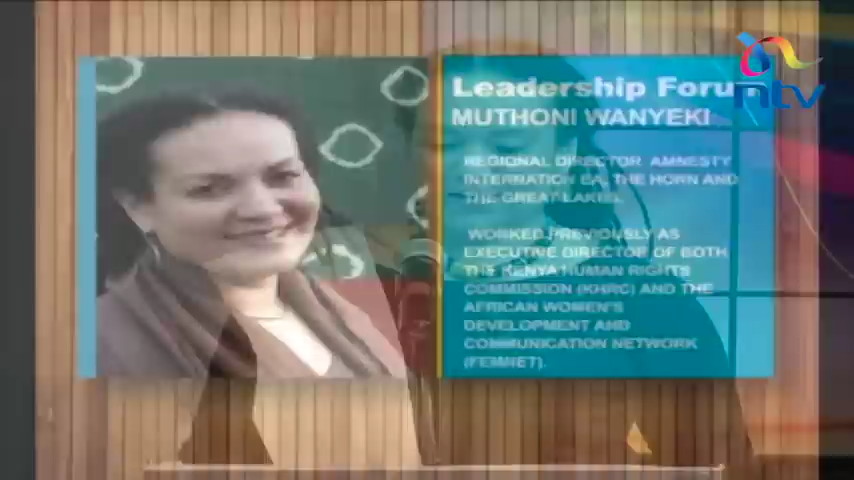 Leadership Forum
MUTHONI WANYEKI
REGIONAL DIRECTOR AMNESTY
INTERNATION EA, THE HORN AND
THE GREAT LAKES.
WORKED PREVIOUSLY AS
EXECUTIVE DIRECTOR OF BOTH
THE KENYA HUMAN RIGHTS
COMMISSION (KHRC) AND THE
AFRICAN WOMEN'S
DEVELOPMENT AND
COMMUNICATION NETWORK
(FEMNET).
ntv